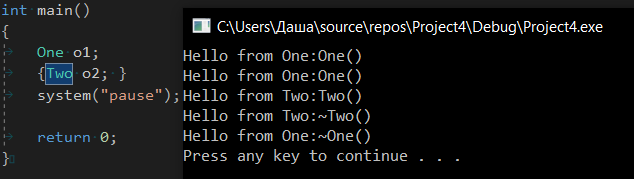 int main()
{
One o1;
{Two o2; }
system("pause");
return 0;
}
C:\Users\Даша\source\repos\Project4\Debug\Project4.exe
Hello from One:One()
Hello from One:One()
Hello from Two:Two()
Hello from Two:~Two()
Hello from One:~One()
Press any key to continue . . .